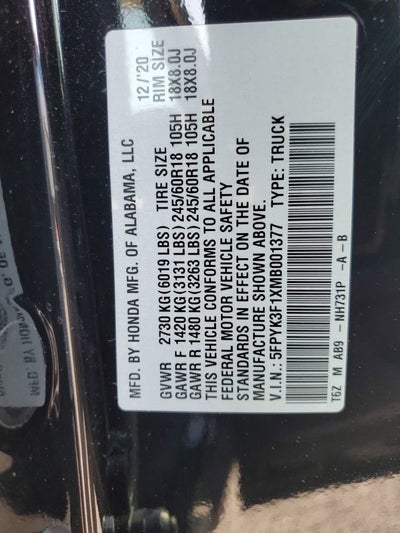 MFD. BY HONDA MFG. OF ALABAMA, LLC 12/'20
GVWR 2730 KG(6019 LBS) TIRE SIZE RIM SIZE
GAWR F 1420 KG(3131 LBS) 245/60R18 105H 18X8.0J
GAWR R 1480 KG(3263 LBS) 245/60R18 105H 18X8.0J
THIS VEHICLE CONFORMS TO ALL APPLICABLE
FEDERAL MOTOR VEHICLE SAFETY
STANDARDS IN EFFECT ON THE DATE OF
MANUFACTURE SHOWN ABOVE.
V.I.N.: 5FPYK3F1XMB001377 TYPE: TRUCK
T6Z M AB9 - NH731P -A -B